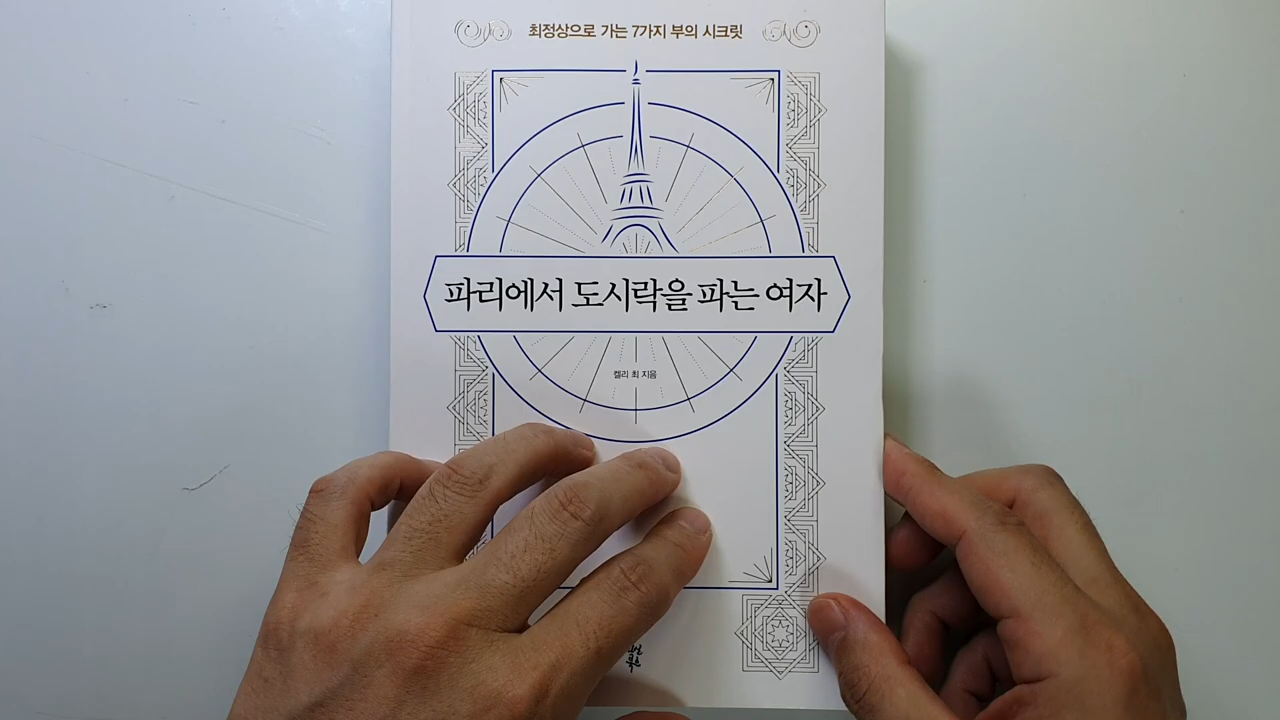 최정상으로 가는 7가지 부의 시크릿
파리에서 도시락을 파는 여자
켈리 최 지음